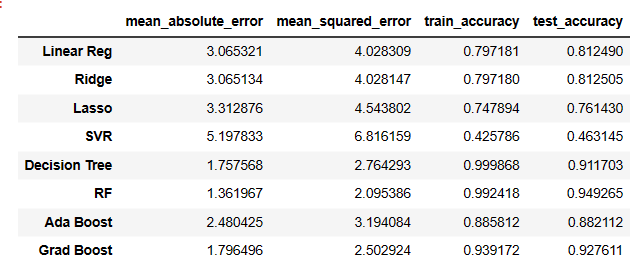 mean_absolute_error mean_squared_error train_accuracy test_accuracy
Linear Reg 3.065321 4.028309 0.797181 0.812490
Ridge 3.065134 4.028147 0.797180 0.812505
Lasso 3.312876 4.543802 0.747894 0.761430
SVR 5.197833 6.816159 0.425786 0.463145
Decision Tree 1.757568 2.764293 0.999868 0.911703
RF 1.361967 2.095386 0.992418 0.949265
Ada Boost 2.480425 3.194084 0.885812 0.882112
Grad Boost 1.796496 2.502924 0.939172 0.927611